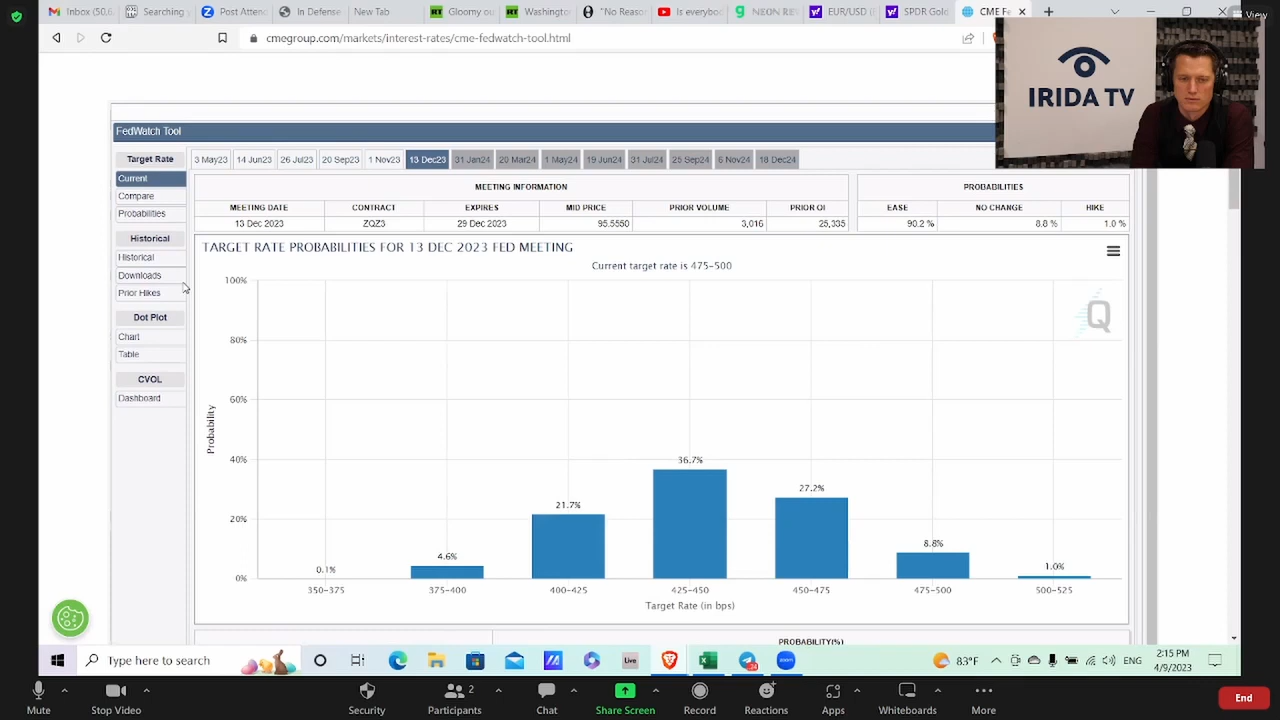 Inbox (50,6
Searching
Post Attend
In Defense
New Tab
Gloomy ou
Washingto
"No Reason
Is everyone
NEON RE
EUR/USD (E
SPDR Gold
CME Fe
View
cmegroup.com/markets/interest-rates/cme-fedwatch-tool.html
IRIDA TV
FedWatch Tool
Target Rate
3 May23 14 Jun23 26 Jul23 20 Sep23 1 Nov23 13 Dec23 31 Jan24 20 Mar24 1 May24 19 Jun24 31 Jul24 25 Sep24 6 Nov24 18 Dec24
Current
Compare
Probabilities
Historical
Historical
Downloads
Prior Hikes
Dot Plot
Chart
Table
CVOL
Dashboard
MEETING INFORMATION
MEETING DATE CONTRACT EXPIRES MID PRICE PRIOR VOLUME PRIOR OI
13 Dec 2023 ZQZ3 29 Dec 2023 95.5550 3,016 25,335
PROBABILITIES
EASE NO CHANGE HIKE
90.2 % 8.8 % 1.0 %
TARGET RATE PROBABILITIES FOR 13 DEC 2023 FED MEETING
Current target rate is 475-500
Q
100%
80%
60%
40%
20%
0%
Probability
0.1%
4.6%
21.7%
36.7%
27.2%
8.8%
1.0%
350-375 375-400 400-425 425-450 450-475 475-500 500-525
Target Rate (in bps)
PROBABILITY(%)
Type here to search
Live
zoom
83°F
ENG
2:15 PM
4/9/2023
Mute
Stop Video
Security
2
Participants
Chat
Share Screen
Record
Reactions
Apps
Whiteboards
More
End